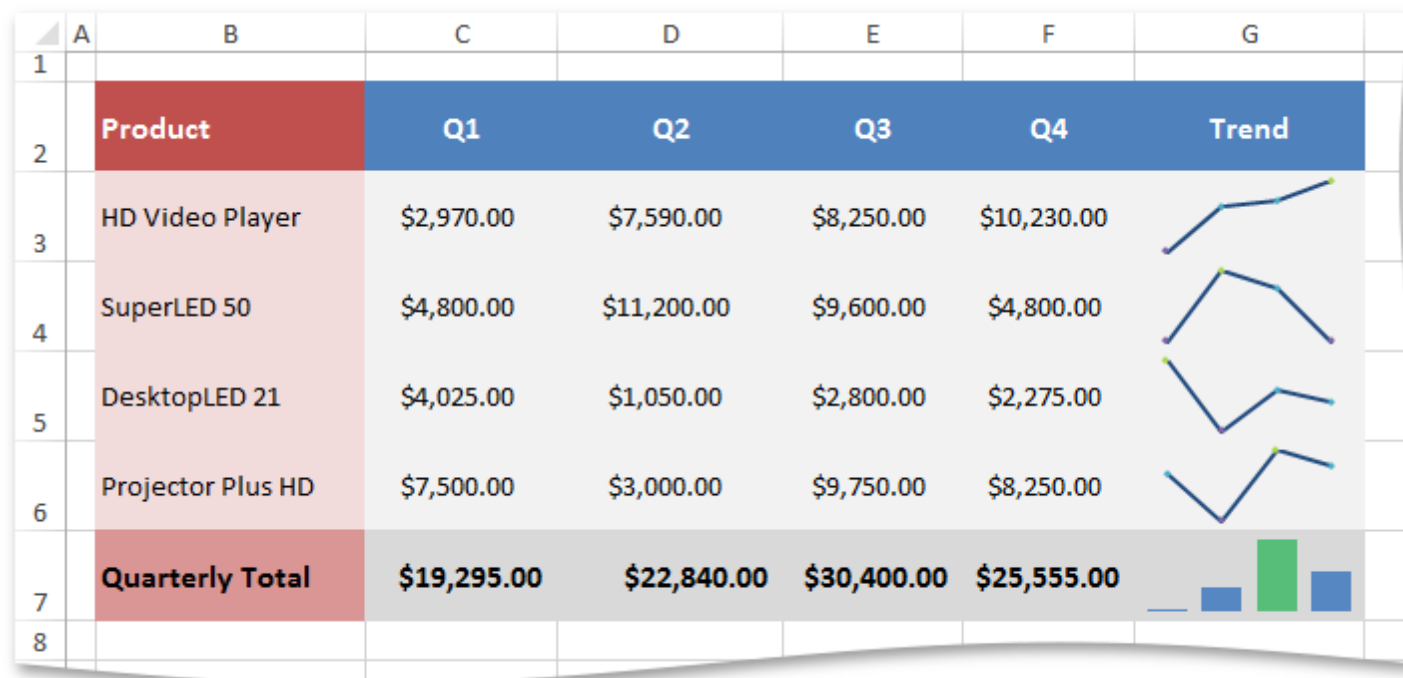 A B C D E F G
1
2 Product Q1 Q2 Q3 Q4 Trend
3 HD Video Player $2,970.00 $7,590.00 $8,250.00 $10,230.00
4 SuperLED 50 $4,800.00 $11,200.00 $9,600.00 $4,800.00
5 DesktopLED 21 $4,025.00 $1,050.00 $2,800.00 $2,275.00
6 Projector Plus HD $7,500.00 $3,000.00 $9,750.00 $8,250.00
7 Quarterly Total $19,295.00 $22,840.00 $30,400.00 $25,555.00
8